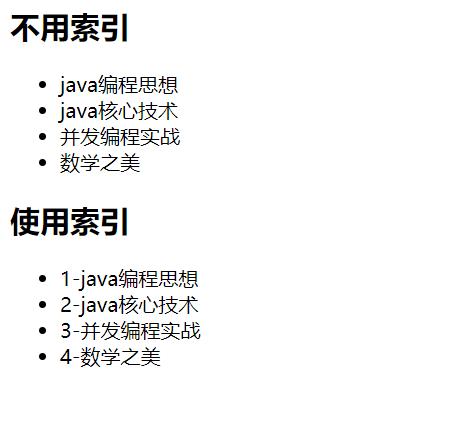 不用索引
java编程思想
java核心技术
并发编程实战
数学之美
使用索引
1-java编程思想
2-java核心技术
3-并发编程实战
4-数学之美